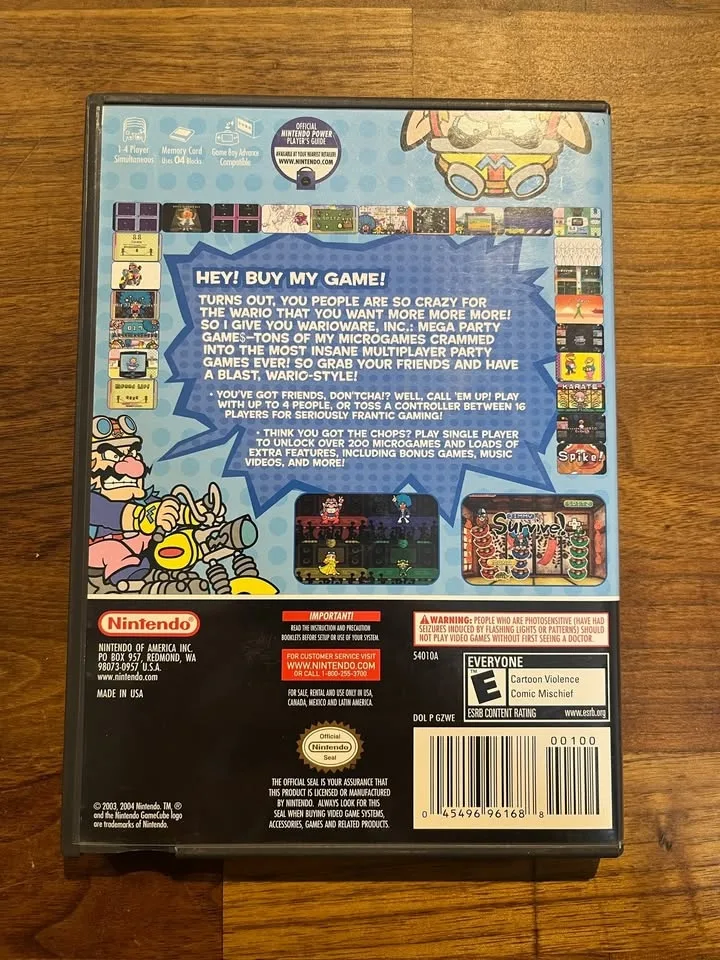 1-4 Player
Simultaneous
Memory Card
Uses 04 Blocks
Game Boy Advance
Compatible
OFFICIAL
NINTENDO POWER
PLAYER'S GUIDE
AVAILABLE AT YOUR NEAREST RETAILER!
WWW.NINTENDO.COM
HEY! BUY MY GAME!
TURNS OUT, YOU PEOPLE ARE SO CRAZY FOR
THE WARIO THAT YOU WANT MORE MORE MORE!
SO I GIVE YOU WARIOWARE, INC.: MEGA PARTY
GAME$—TONS OF MY MICROGAMES CRAMMED
INTO THE MOST INSANE MULTIPLAYER PARTY
GAMES EVER! SO GRAB YOUR FRIENDS AND HAVE
A BLAST, WARIO-STYLE!
• YOU'VE GOT FRIENDS, DON'TCHA!? WELL, CALL 'EM UP! PLAY
WITH UP TO 4 PEOPLE, OR TOSS A CONTROLLER BETWEEN 16
PLAYERS FOR SERIOUSLY FRANTIC GAMING!
• THINK YOU GOT THE CHOPS? PLAY SINGLE PLAYER
TO UNLOCK OVER 200 MICROGAMES AND LOADS OF
EXTRA FEATURES, INCLUDING BONUS GAMES, MUSIC
VIDEOS, AND MORE!
KARATE
Spike!
Survive!
Nintendo®
NINTENDO OF AMERICA INC.
PO BOX 957, REDMOND, WA
98073-0957 U.S.A.
www.nintendo.com
MADE IN USA
© 2003, 2004 Nintendo. TM, ®
and the Nintendo GameCube logo
are trademarks of Nintendo.
IMPORTANT!
READ THE INSTRUCTION AND PRECAUTION
BOOKLETS BEFORE SETUP OR USE OF YOUR SYSTEM.
FOR CUSTOMER SERVICE VISIT
WWW.NINTENDO.COM
OR CALL 1-800-255-3700
FOR SALE, RENTAL AND USE ONLY IN USA,
CANADA, MEXICO AND LATIN AMERICA.
Official
Nintendo
Seal
THE OFFICIAL SEAL IS YOUR ASSURANCE THAT
THIS PRODUCT IS LICENSED OR MANUFACTURED
BY NINTENDO. ALWAYS LOOK FOR THIS
SEAL WHEN BUYING VIDEO GAME SYSTEMS,
ACCESSORIES, GAMES AND RELATED PRODUCTS.
WARNING: PEOPLE WHO ARE PHOTOSENSITIVE (HAVE HAD
SEIZURES INDUCED BY FLASHING LIGHTS OR PATTERNS) SHOULD
NOT PLAY VIDEO GAMES WITHOUT FIRST SEEING A DOCTOR.
54010A
EVERYONE
E
Cartoon Violence
Comic Mischief
ESRB CONTENT RATING www.esrb.org
DOL P GZWE
00100
0 45496 96168 8